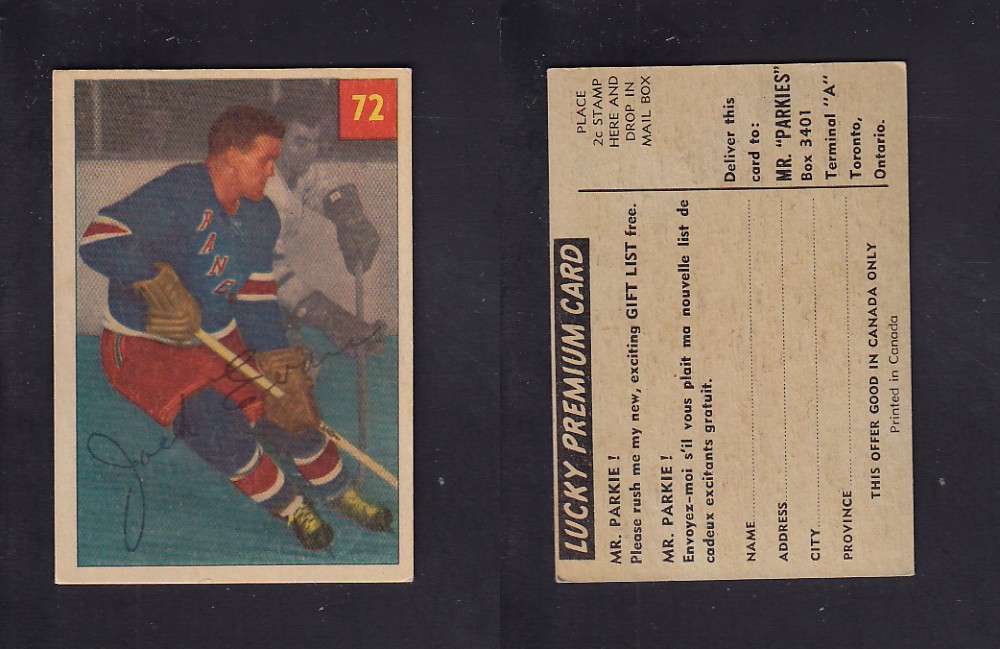 72
RANG
Jack Evans
PLACE
2c STAMP
HERE AND
DROP IN
MAIL BOX
Deliver this
card to:
MR. "PARKIES"
Box 3401
Terminal "A"
Toronto,
Ontario.
LUCKY PREMIUM CARD
MR. PARKIE !
Please rush me my new, exciting GIFT LIST free.
MR. PARKIE !
Envoyez-moi s'il vous plait ma nouvelle list de
cadeux excitants gratuit.
NAME
ADDRESS
CITY
PROVINCE
THIS OFFER GOOD IN CANADA ONLY
Printed in Canada